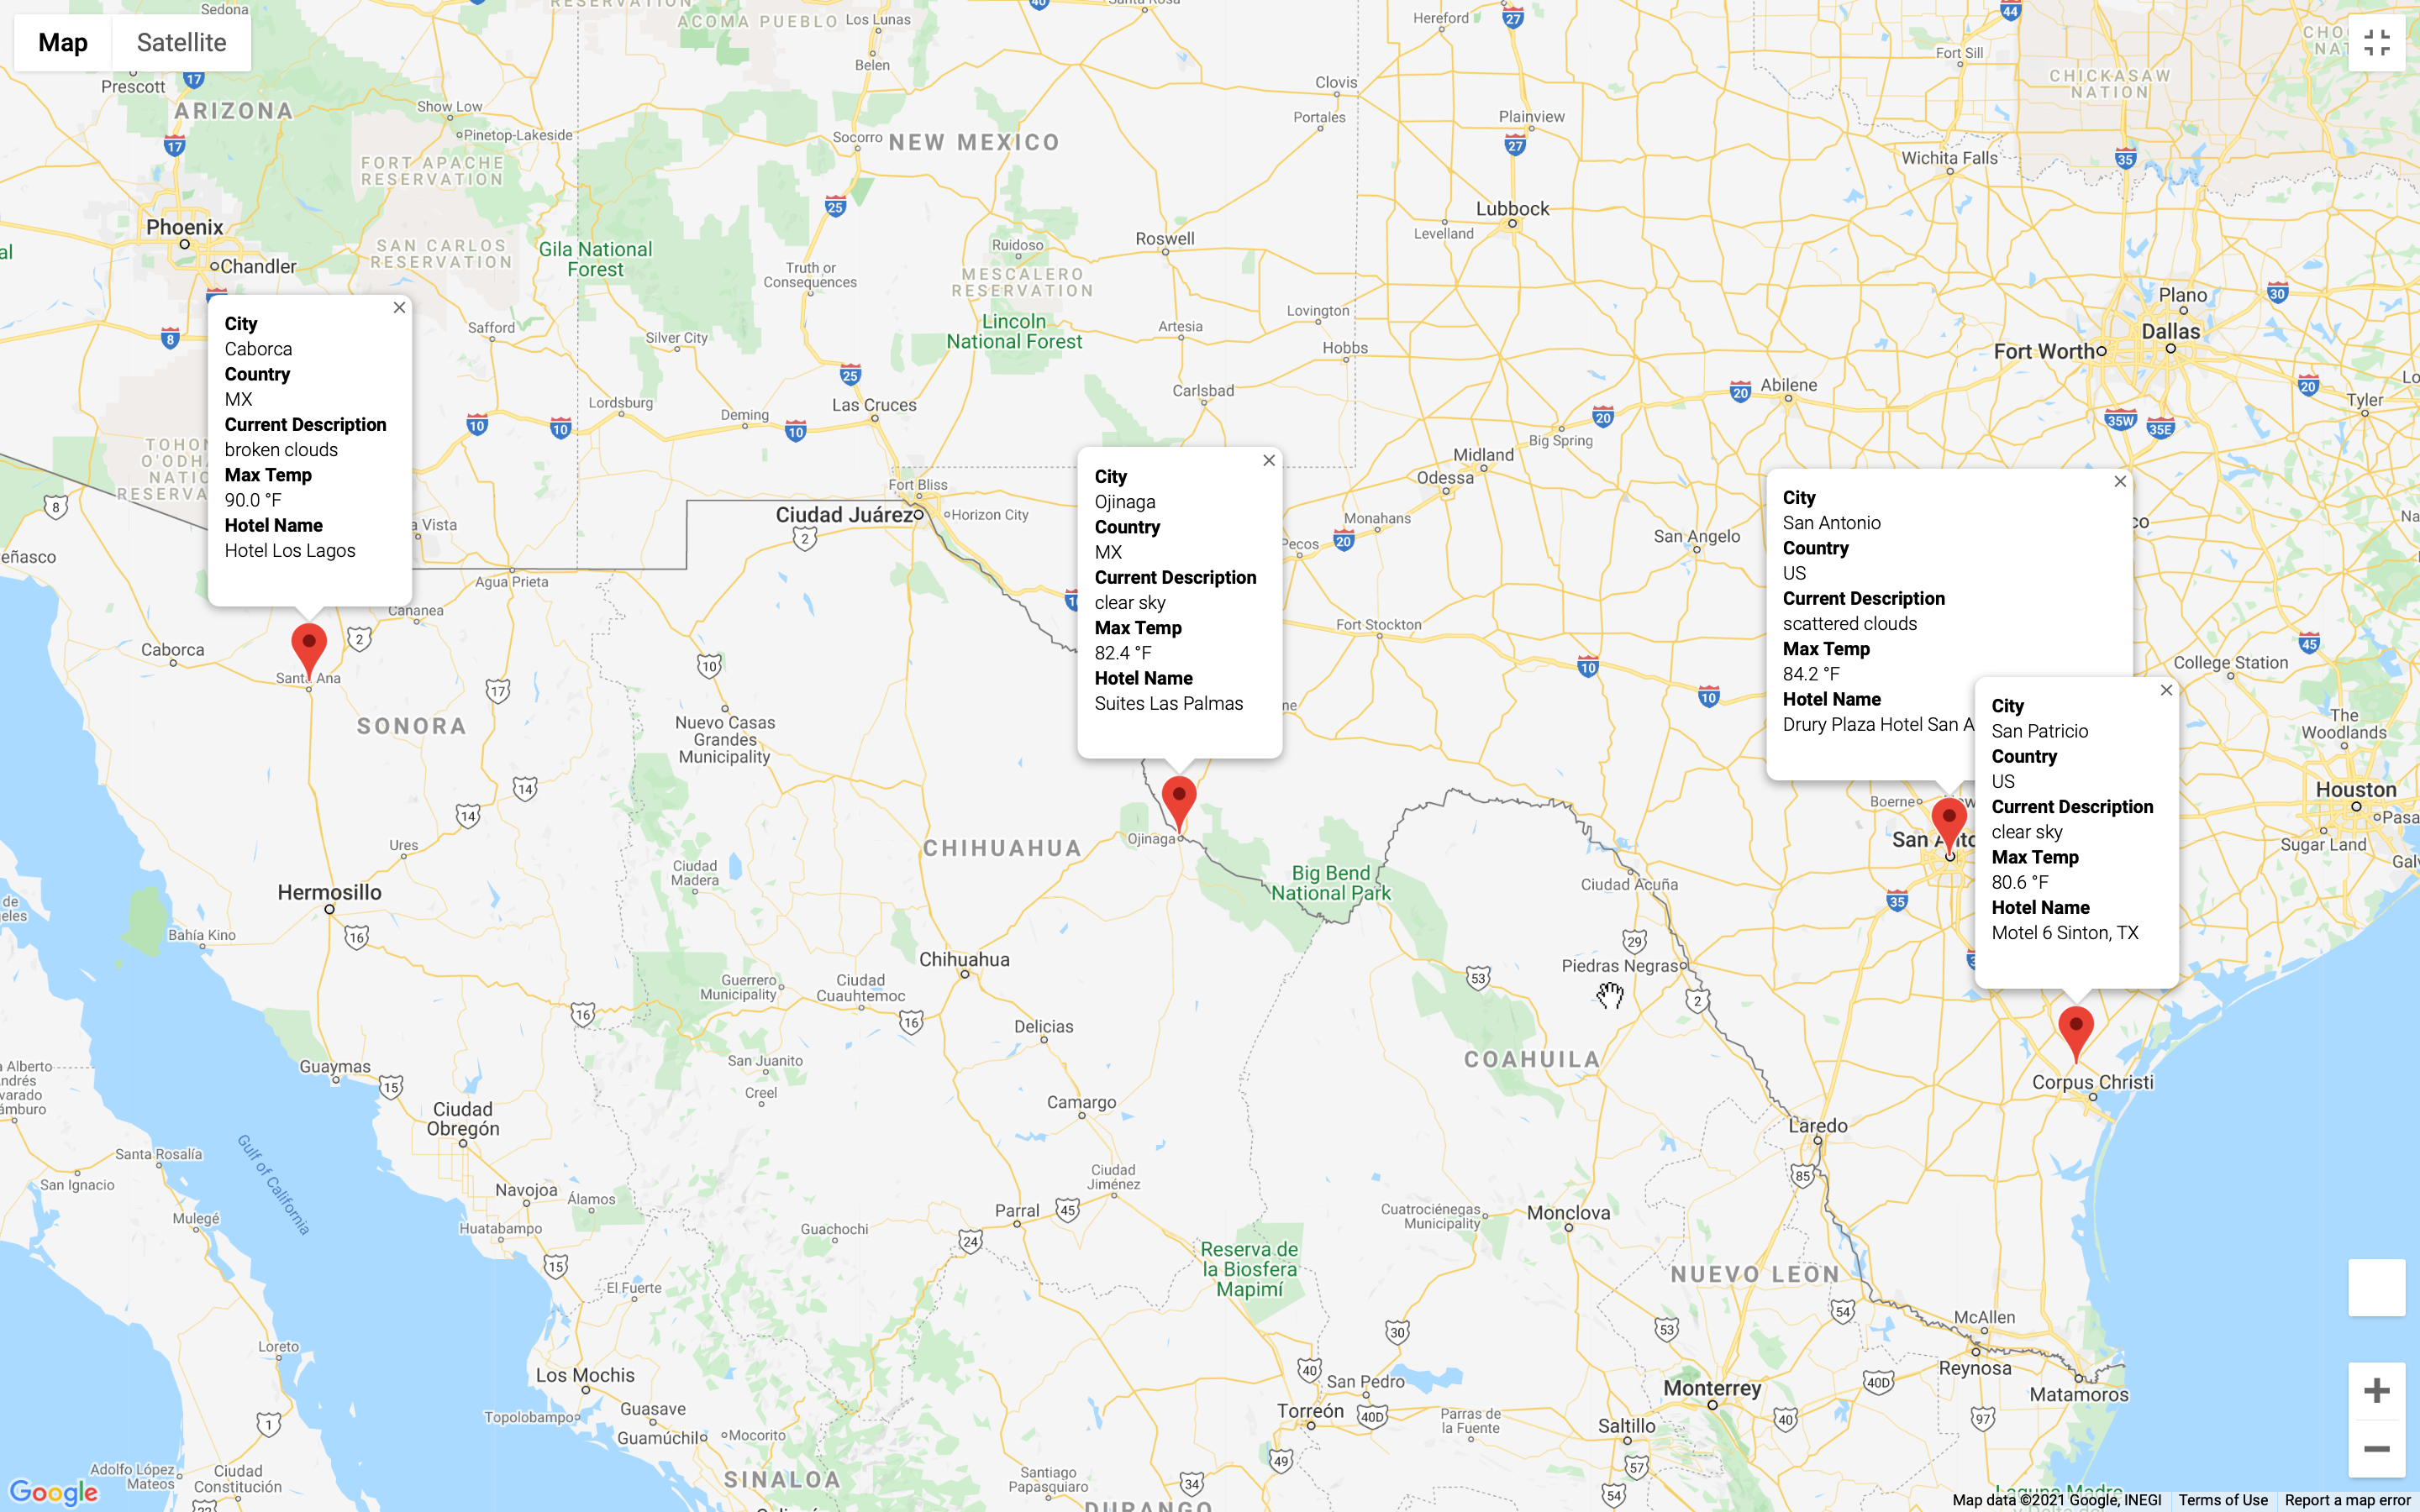 Map
Satellite
Sedona
Prescott
ARIZONA
Show Low
Pinetop-Lakeside
FORT APACHE
RESERVATION
Phoenix
Chandler
SAN CARLOS
RESERVATION
Gila National
Forest
Safford
Silver City
Lordsburg
Deming
Las Cruces
ACOMA PUEBLO
RESERVATION
Los Lunas
Belen
Socorro
NEW MEXICO
Truth or
Consequences
Ruidoso
MESCALERO
RESERVATION
Lincoln
National Forest
Roswell
Artesia
Carlsbad
Lovington
Hobbs
Clovis
Portales
Hereford
Plainview
Lubbock
Levelland
Wichita Falls
Fort Sill
CHICKASAW
NATION
Plano
Dallas
Fort Worth
Tyler
Abilene
Big Spring
Midland
Odessa
Monahans
Pecos
San Angelo
Fort Stockton
Fort Bliss
Ciudad Juárez
Horizon City
Agua Prieta
Cananea
Caborca
Santa Ana
SONORA
City
Caborca
Country
MX
Current Description
broken clouds
Max Temp
90.0 °F
Hotel Name
Hotel Los Lagos
City
Ojinaga
Country
MX
Current Description
clear sky
Max Temp
82.4 °F
Hotel Name
Suites Las Palmas
City
San Antonio
Country
US
Current Description
scattered clouds
Max Temp
84.2 °F
Hotel Name
Drury Plaza Hotel San A
City
San Patricio
Country
US
Current Description
clear sky
Max Temp
80.6 °F
Hotel Name
Motel 6 Sinton, TX
College Station
The
Woodlands
Houston
Sugar Land
Boerne
Nuevo Casas
Grandes
Municipality
CHIHUAHUA
Ojinaga
Big Bend
National Park
Ciudad Acuña
Piedras Negras
Ures
Hermosillo
Bahía Kino
Ciudad
Madera
Guerrero
Municipality
Ciudad
Cuauhtemoc
Chihuahua
Delicias
San Juanito
Creel
Camargo
COAHUILA
Corpus Christi
Laredo
Guaymas
Ciudad
Obregón
Santa Rosalía
San Ignacio
Gulf of California
Mulegé
Navojoa
Álamos
Huatabampo
Guachochi
Parral
Ciudad
Jiménez
Cuatrociénegas
Municipality
Monclova
Reserva de
la Biosfera
Mapimí
NUEVO LEON
El Fuerte
Loreto
Los Mochis
Topolobampo
Guasave
Guamúchil
Mocorito
McAllen
Reynosa
Matamoros
San Pedro
Torreón
Parras de
la Fuente
Saltillo
Monterrey
Adolfo López
Mateos
Ciudad
Constitución
SINALOA
Santiago
Papasquiaro
DURANGO
Google
Map data ©2021 Google, INEGI
Terms of Use
Report a map error